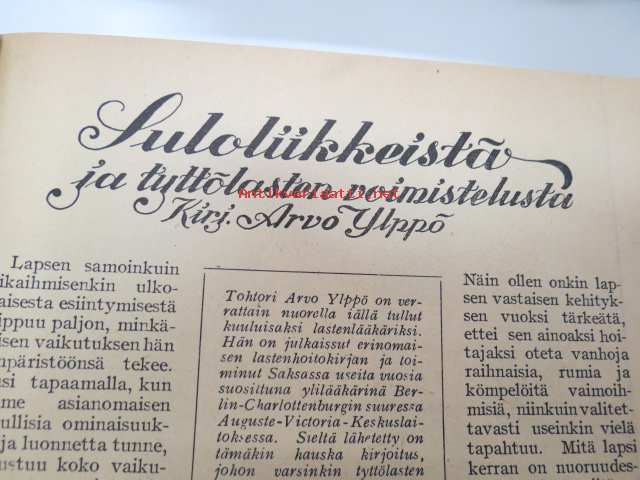 Suloliikkeistä
ja tyttölasten voimistelusta
Antikvariaatti.net
Kirj. Arvo Ylppö
Lapsen samoinkuin
ikaihmisenkin ulko-
aisesta esiintymisestä
ippuu paljon, minkä-
isen vaikutuksen hän
mpäristöönsä tekee.
usi tapaamalla, kun
me asianomaisen
ullisia ominaisuuk-
ja luonnetta tunne,
ustuu koko vaiku-
Tohtori Arvo Ylppö on ver-
rattain nuorella iällä tullut
kuuluisaksi lastenlääkäriksi.
Hän on julkaissut erinomai-
sen lastenhoitokirjan ja toi-
minut Saksassa useita vuosia
suosittuna ylilääkärinä Ber-
lin-Charlottenburgin suuressa
Auguste-Victoria-Keskuslai-
toksessa. Sieltä lähetetty on
tämäkin hauska kirjoitus,
johon varsinkin tyttölasten
Näin ollen onkin lap-
sen vastaisen kehityk-
sen vuoksi tärkeätä,
ettei sen ainoaksi hoi-
tajaksi oteta vanhoja
raihnaisia, rumia ja
kömpelöitä vaimoih-
misiä, niinkuin valitet-
tavasti useinkin vielä
tapahtuu. Mitä lapsi
kerran on nuoruudes-